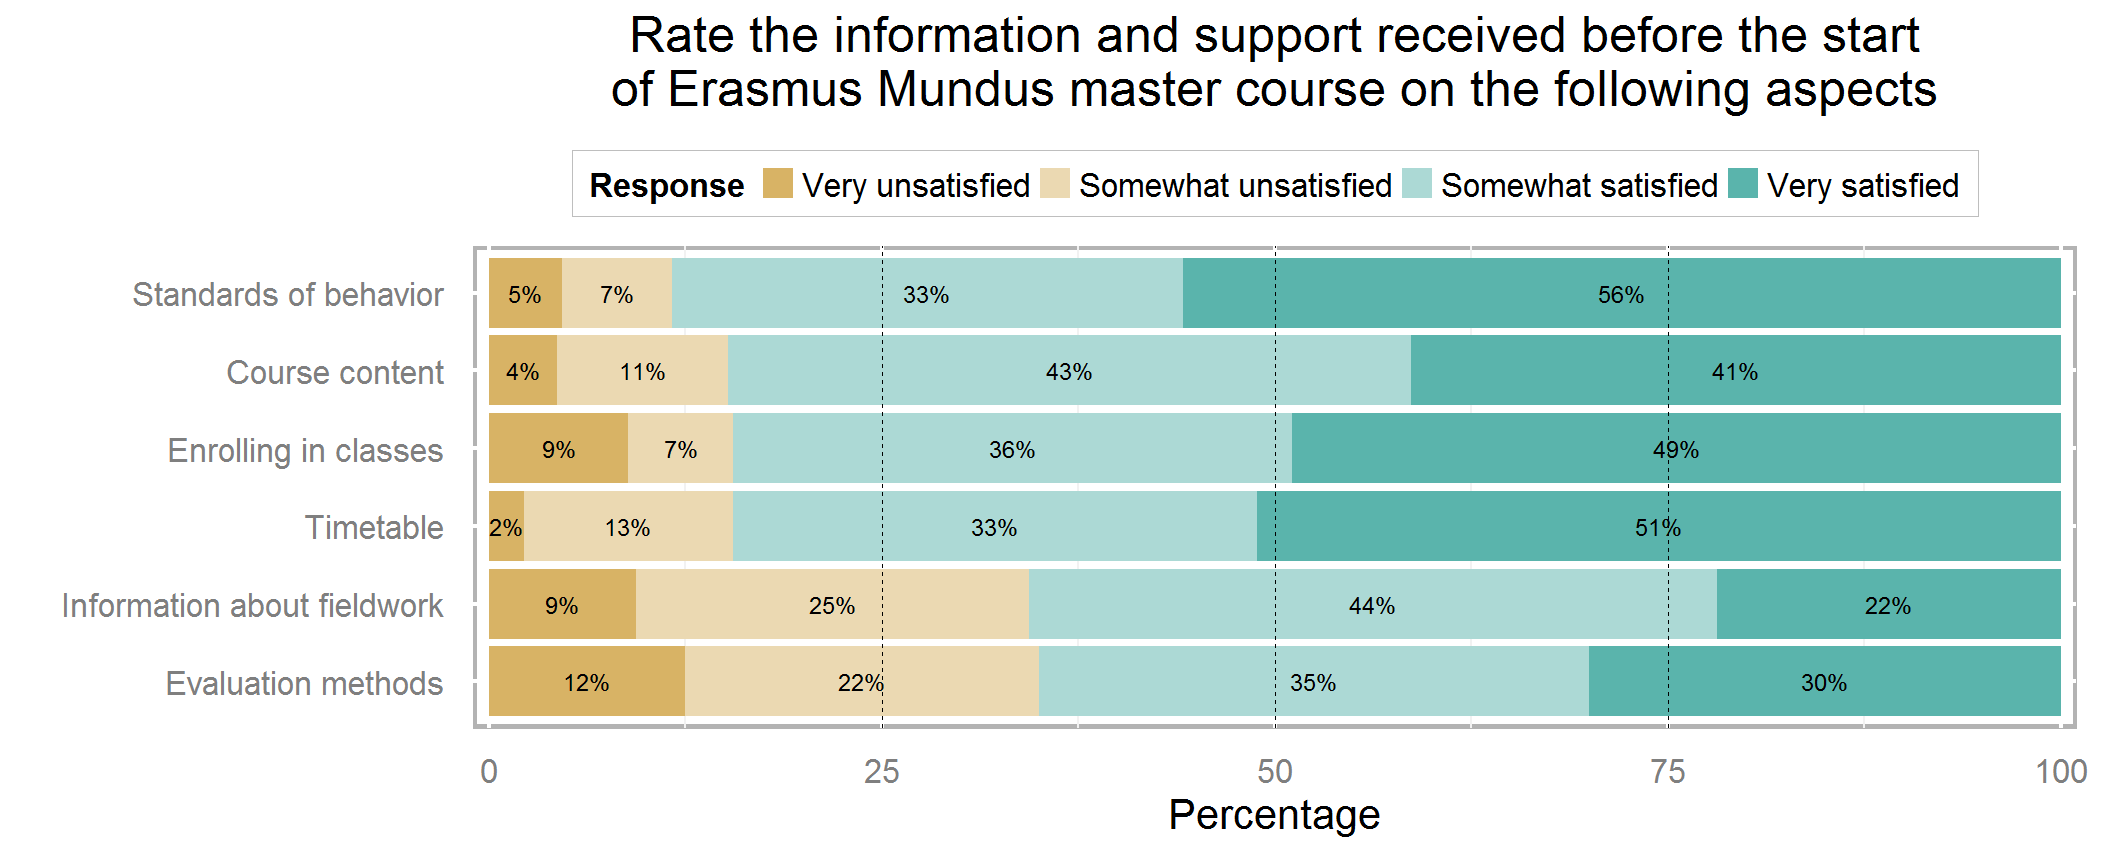 Rate the information and support received before the start
of Erasmus Mundus master course on the following aspects
Response Very unsatisfied Somewhat unsatisfied Somewhat satisfied Very satisfied
Standards of behavior 5% 7% 33% 56%
Course content 4% 11% 43% 41%
Enrolling in classes 9% 7% 36% 49%
Timetable 2% 13% 33% 51%
Information about fieldwork 9% 25% 44% 22%
Evaluation methods 12% 22% 35% 30%
0 25 50 75 100
Percentage